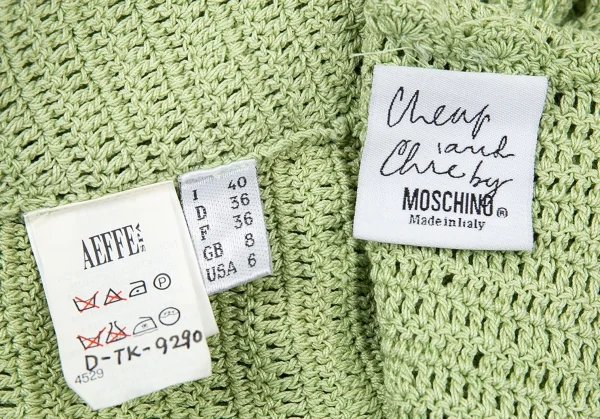 Cheap
and
Chic by
MOSCHINO®
Made in Italy
I 40
D 36
F 36
GB 8
USA 6
AEFFE SPA
P
D-TK-9290
4529